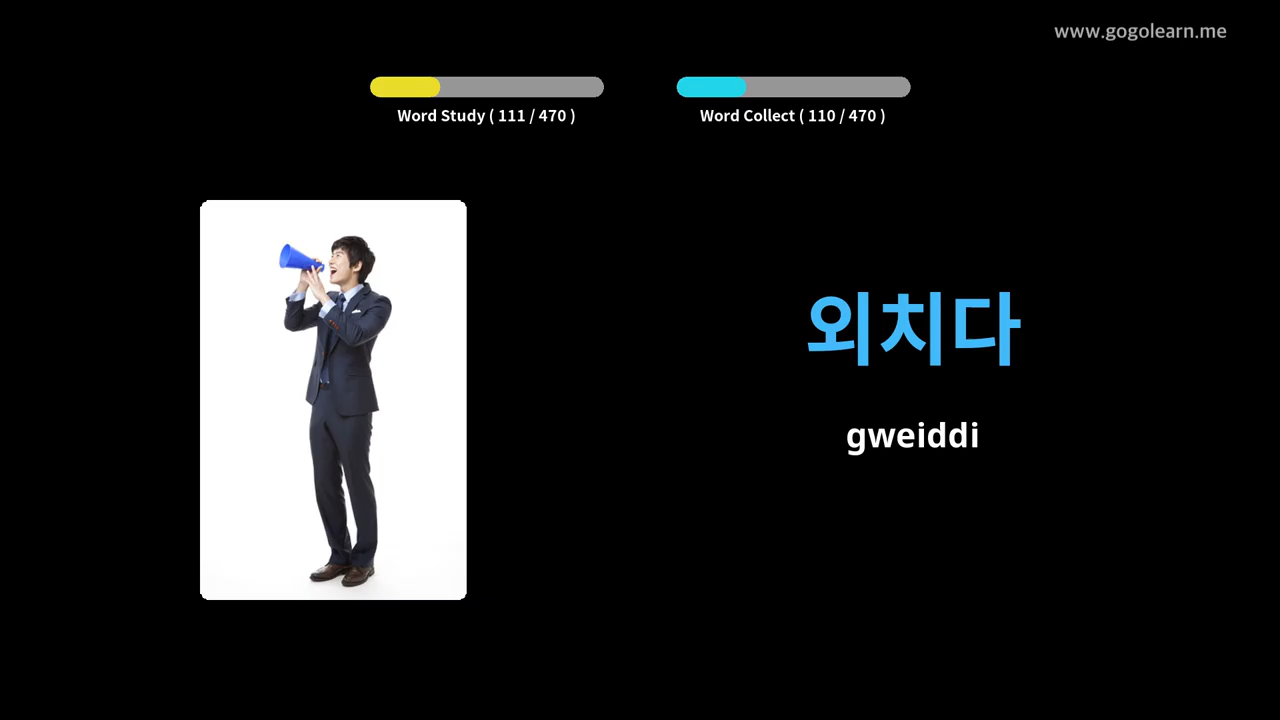 www.gogolearn.me
Word Study ( 111 / 470 )
Word Collect ( 110 / 470 )
외치다
gweiddi